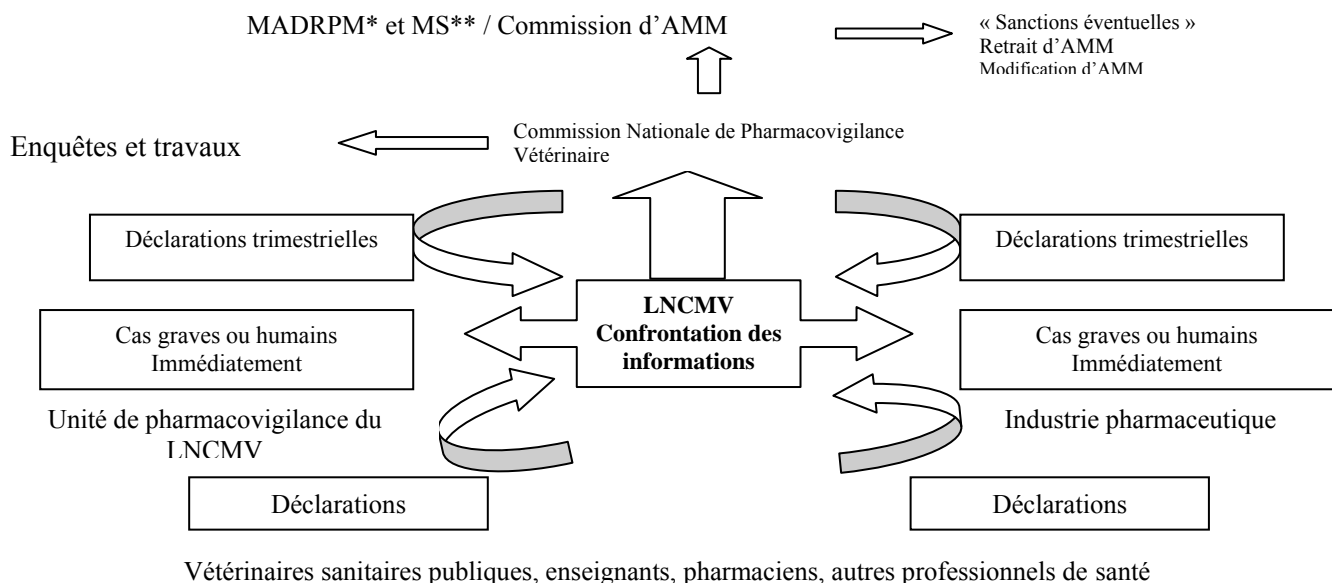 MADRPM* et MS** / Commission d’AMM
« Sanctions éventuelles »
Retrait d’AMM
Modification d’AMM
Commission Nationale de Pharmacovigilance
Vétérinaire
Enquêtes et travaux
Déclarations trimestrielles
Déclarations trimestrielles
LNCMV
Confrontation des
informations
Cas graves ou humains
Immédiatement
Cas graves ou humains
Immédiatement
Unité de pharmacovigilance du
LNCMV
Industrie pharmaceutique
Déclarations
Déclarations
Vétérinaires sanitaires publiques, enseignants, pharmaciens, autres professionnels de santé